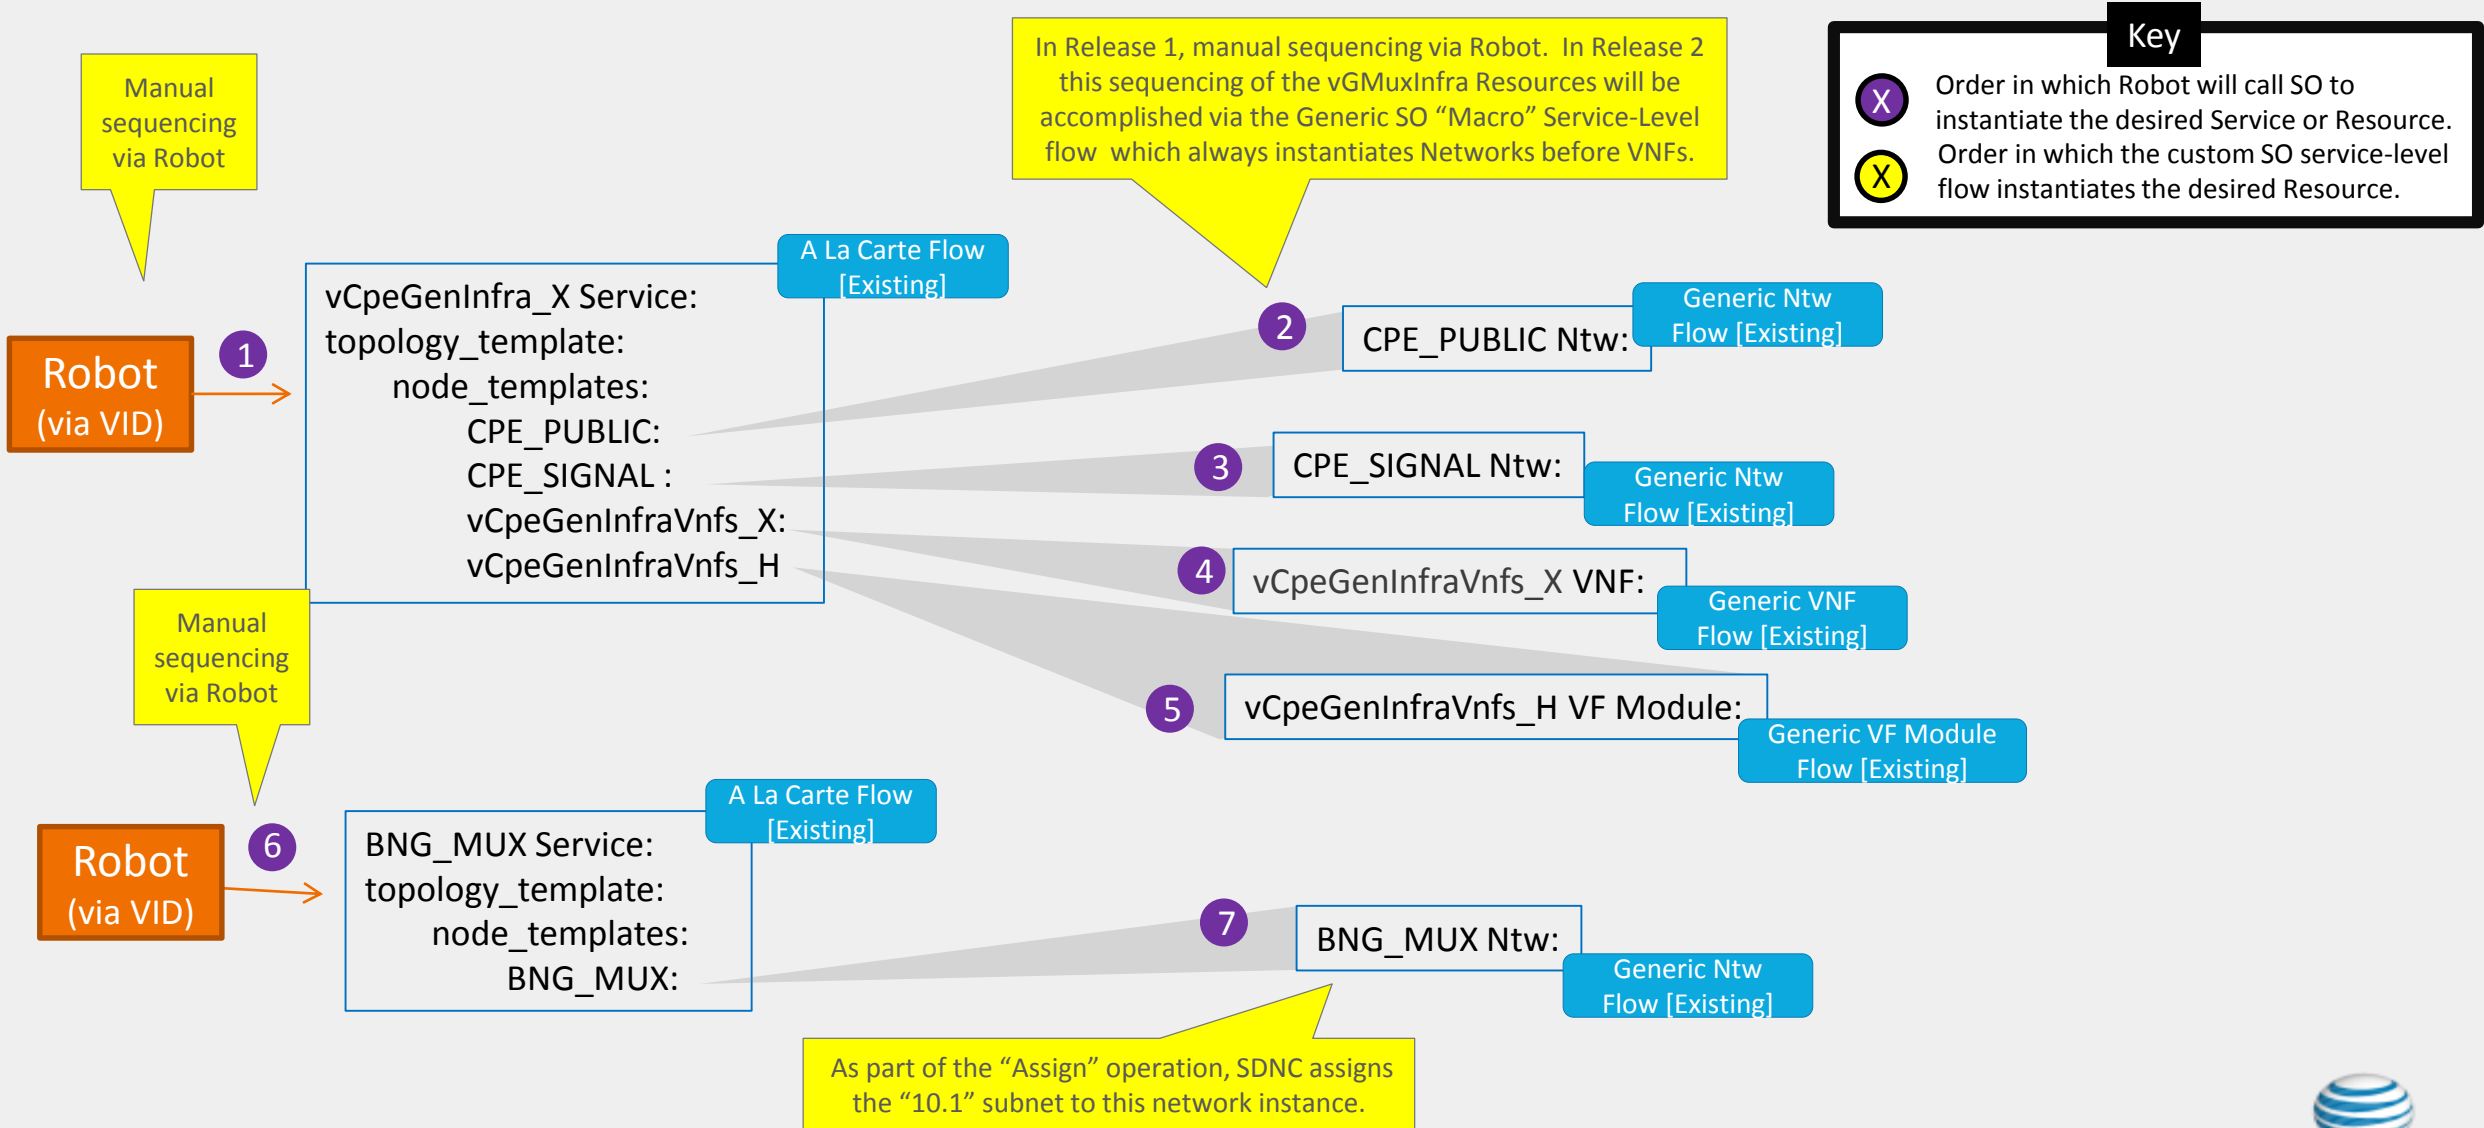 Manual
sequencing
via Robot
In Release 1, manual sequencing via Robot.  In Release 2
this sequencing of the vGMuxInfra Resources will be
accomplished via the Generic SO “Macro” Service-Level
flow  which always instantiates Networks before VNFs.
Key
X
Order in which Robot will call SO to
instantiate the desired Service or Resource.
X
Order in which the custom SO service-level
flow instantiates the desired Resource.
Robot
(via VID)
1
A La Carte Flow
[Existing]
vCpeGenInfra_X Service:
topology_template:
node_templates:
CPE_PUBLIC:
CPE_SIGNAL :
vCpeGenInfraVnfs_X:
vCpeGenInfraVnfs_H
2
CPE_PUBLIC Ntw:
Generic Ntw
Flow [Existing]
3
CPE_SIGNAL Ntw:
Generic Ntw
Flow [Existing]
4
vCpeGenInfraVnfs_X VNF:
Generic VNF
Flow [Existing]
5
vCpeGenInfraVnfs_H VF Module:
Generic VF Module
Flow [Existing]
Manual
sequencing
via Robot
Robot
(via VID)
6
A La Carte Flow
[Existing]
BNG_MUX Service:
topology_template:
node_templates:
BNG_MUX:
7
BNG_MUX Ntw:
Generic Ntw
Flow [Existing]
As part of the “Assign” operation, SDNC assigns
the “10.1” subnet to this network instance.